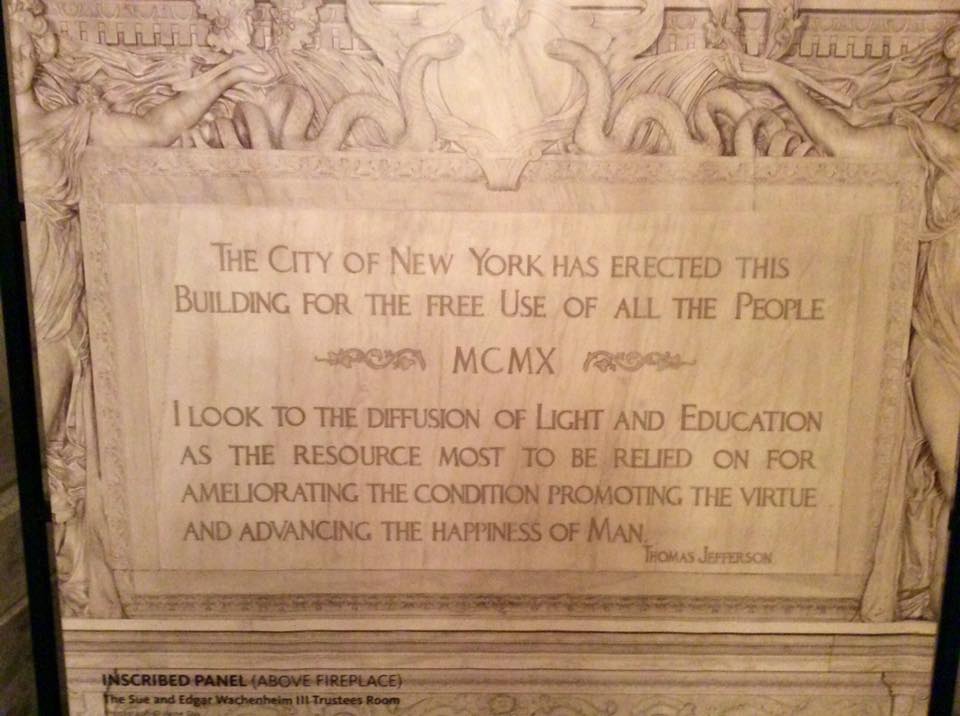 The City of New York has erected this
Building for the free Use of all the People
MCMX
I look to the diffusion of Light and Education
as the resource most to be relied on for
ameliorating the condition promoting the virtue
and advancing the happiness of Man.
Thomas Jefferson
INSCRIBED PANEL (ABOVE FIREPLACE)
The Sue and Edgar Wachenheim III Trustees Room